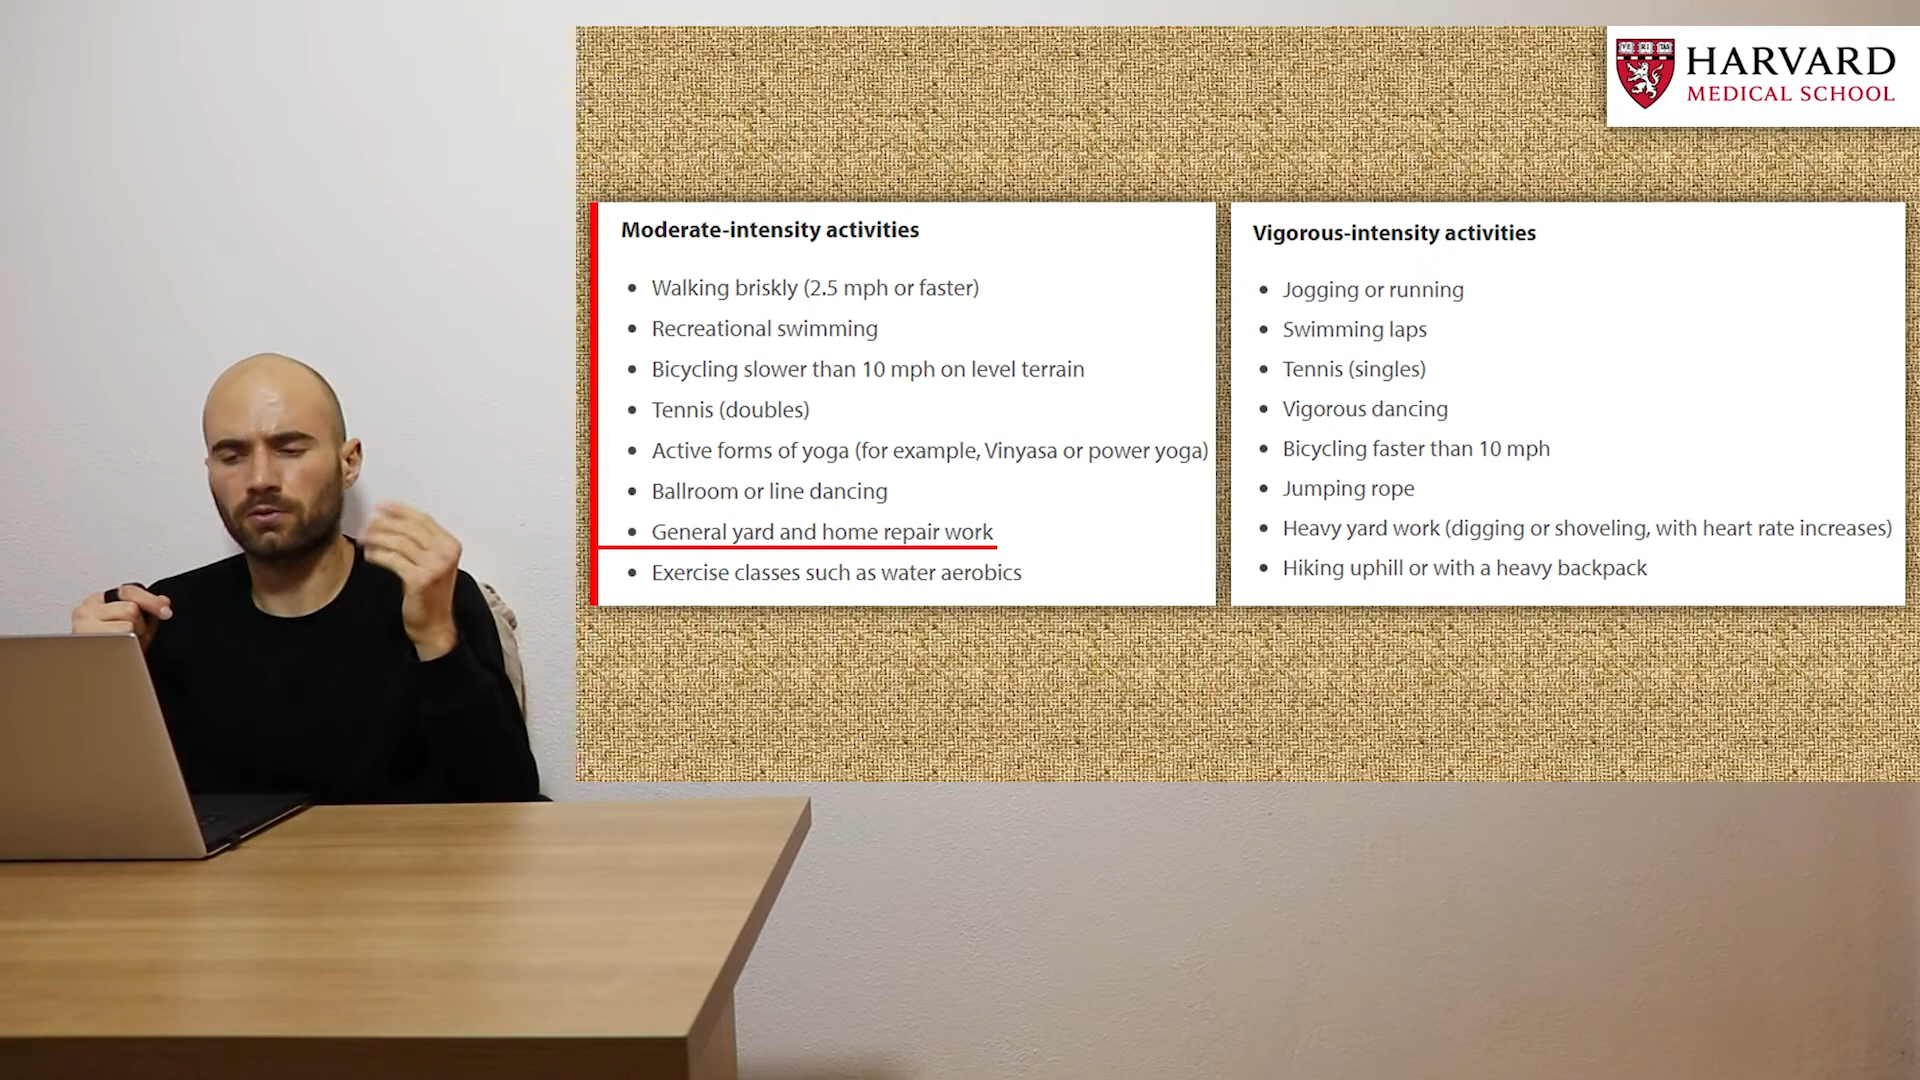 VE RI TAS
HARVARD
MEDICAL SCHOOL
Moderate-intensity activities
• Walking briskly (2.5 mph or faster)
• Recreational swimming
• Bicycling slower than 10 mph on level terrain
• Tennis (doubles)
• Active forms of yoga (for example, Vinyasa or power yoga)
• Ballroom or line dancing
• General yard and home repair work
• Exercise classes such as water aerobics
Vigorous-intensity activities
• Jogging or running
• Swimming laps
• Tennis (singles)
• Vigorous dancing
• Bicycling faster than 10 mph
• Jumping rope
• Heavy yard work (digging or shoveling, with heart rate increases)
• Hiking uphill or with a heavy backpack